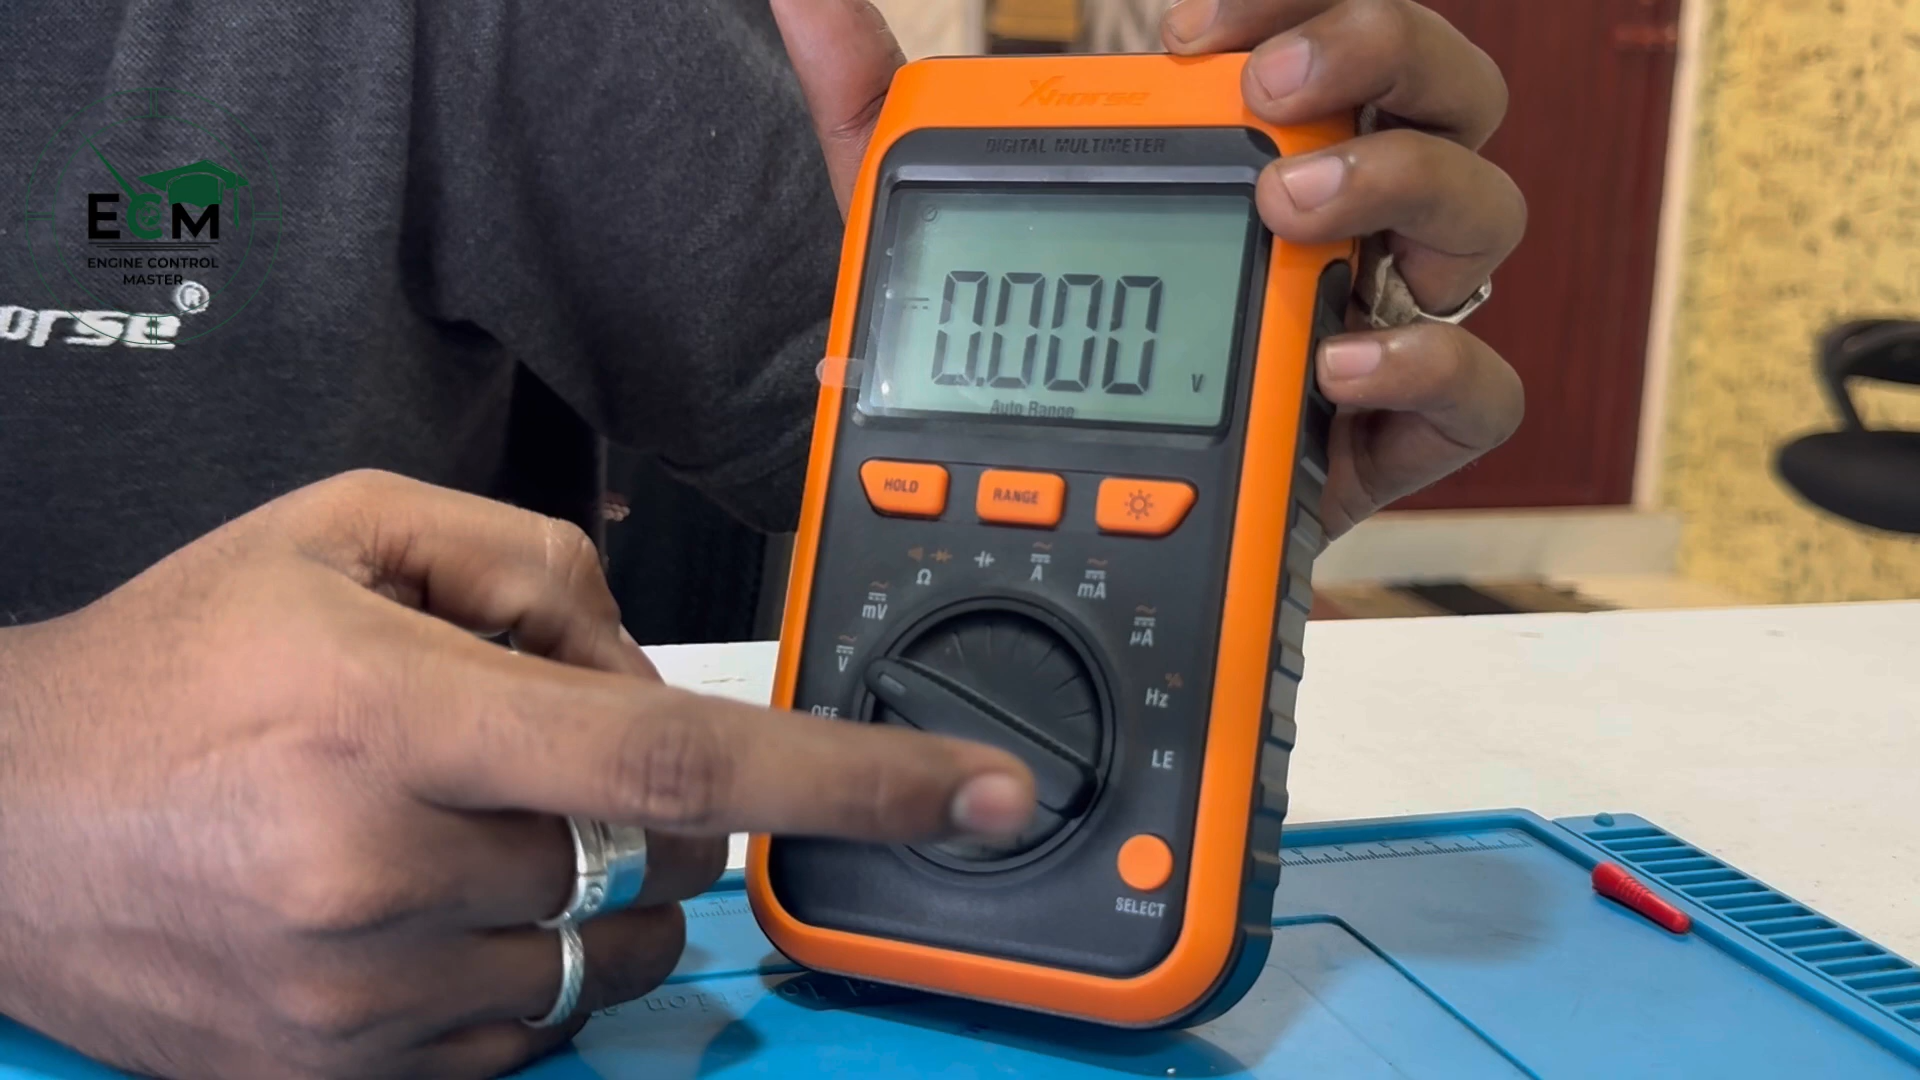 ECM
ENGINE CONTROL
MASTER
orse®
Xhorse
DIGITAL MULTIMETER
0.000
V
Auto Range
HOLD
RANGE
Ω
A
mA
mV
μA
V
Hz %
OFF
LE
SELECT